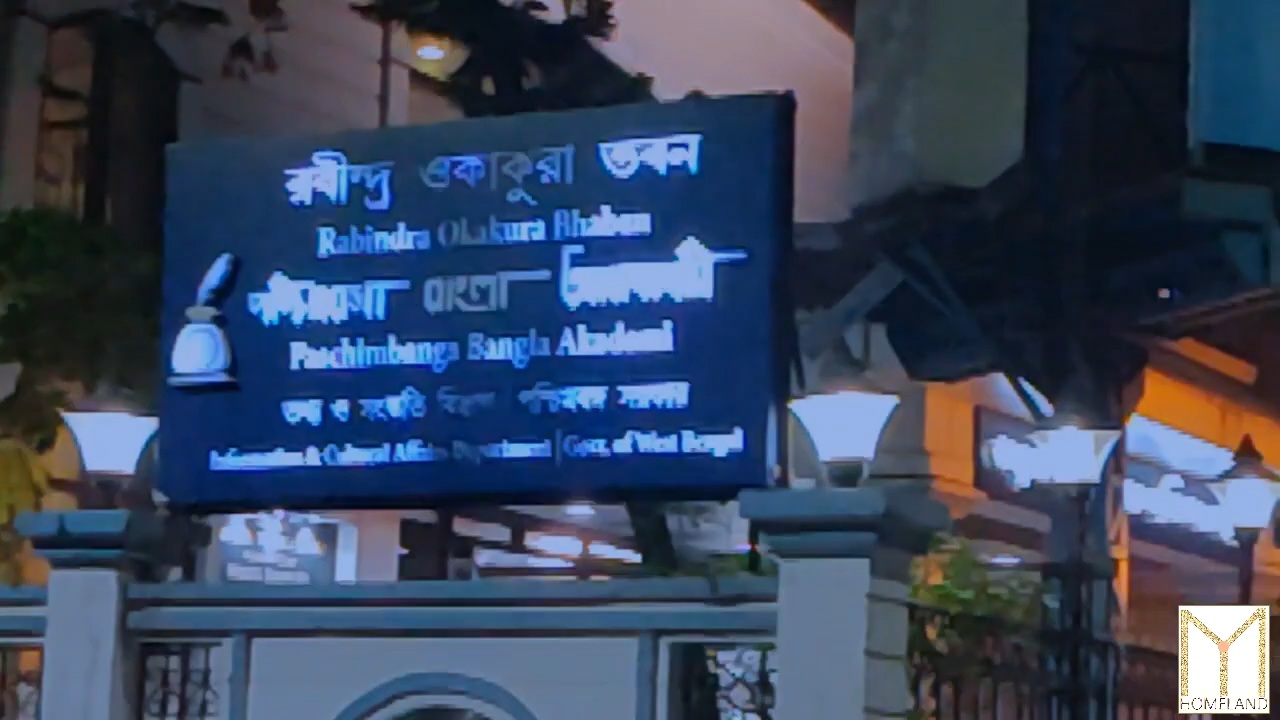 রবীন্দ্র ওকাকুরা ভবন
Rabindra Okakura Bhaban
পশ্চিমবঙ্গ বাংলা আকাদেমি
Paschimbanga Bangla Akademi
তথ্য ও সংস্কৃতি বিভাগ পশ্চিমবঙ্গ সরকার
Information & Cultural Affairs Department | Govt. of West Bengal
HOMELAND